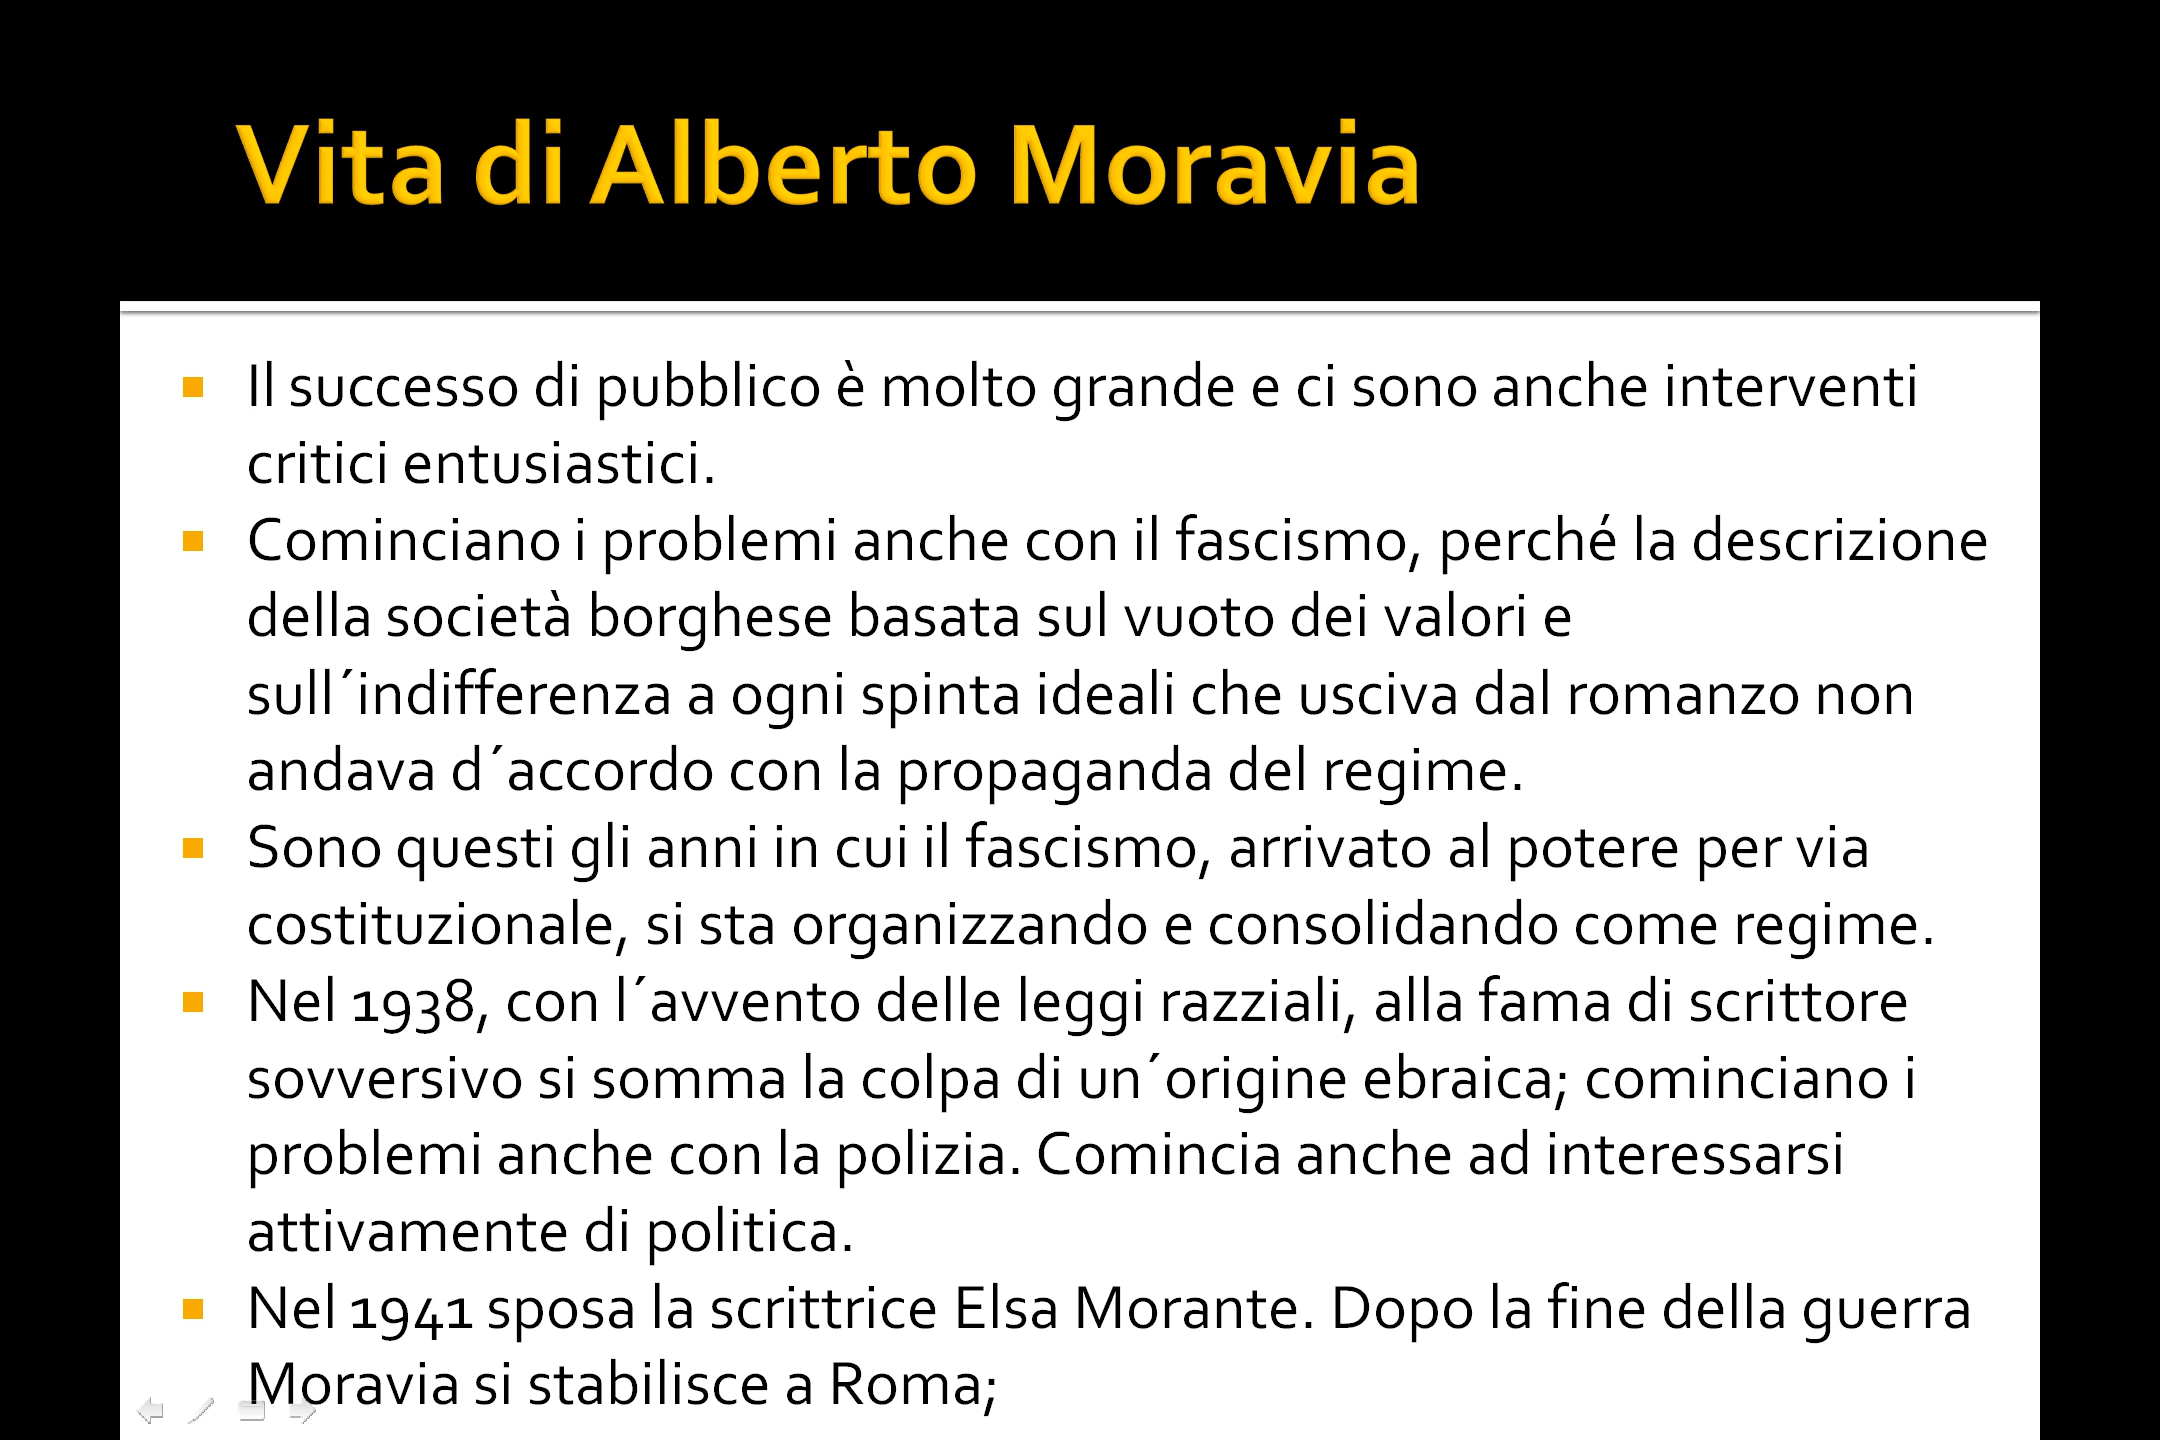 Vita di Alberto Moravia
Il successo di pubblico è molto grande e ci sono anche interventi
critici entusiastici.
Cominciano i problemi anche con il fascismo, perché la descrizione
della società borghese basata sul vuoto dei valori e
sull´indifferenza a ogni spinta ideali che usciva dal romanzo non
andava d´accordo con la propaganda del regime.
Sono questi gli anni in cui il fascismo, arrivato al potere per via
costituzionale, si sta organizzando e consolidando come regime.
Nel 1938, con l´avvento delle leggi razziali, alla fama di scrittore
sovversivo si somma la colpa di un´origine ebraica; cominciano i
problemi anche con la polizia. Comincia anche ad interessarsi
attivamente di politica.
Nel 1941 sposa la scrittrice Elsa Morante. Dopo la fine della guerra
Moravia si stabilisce a Roma;